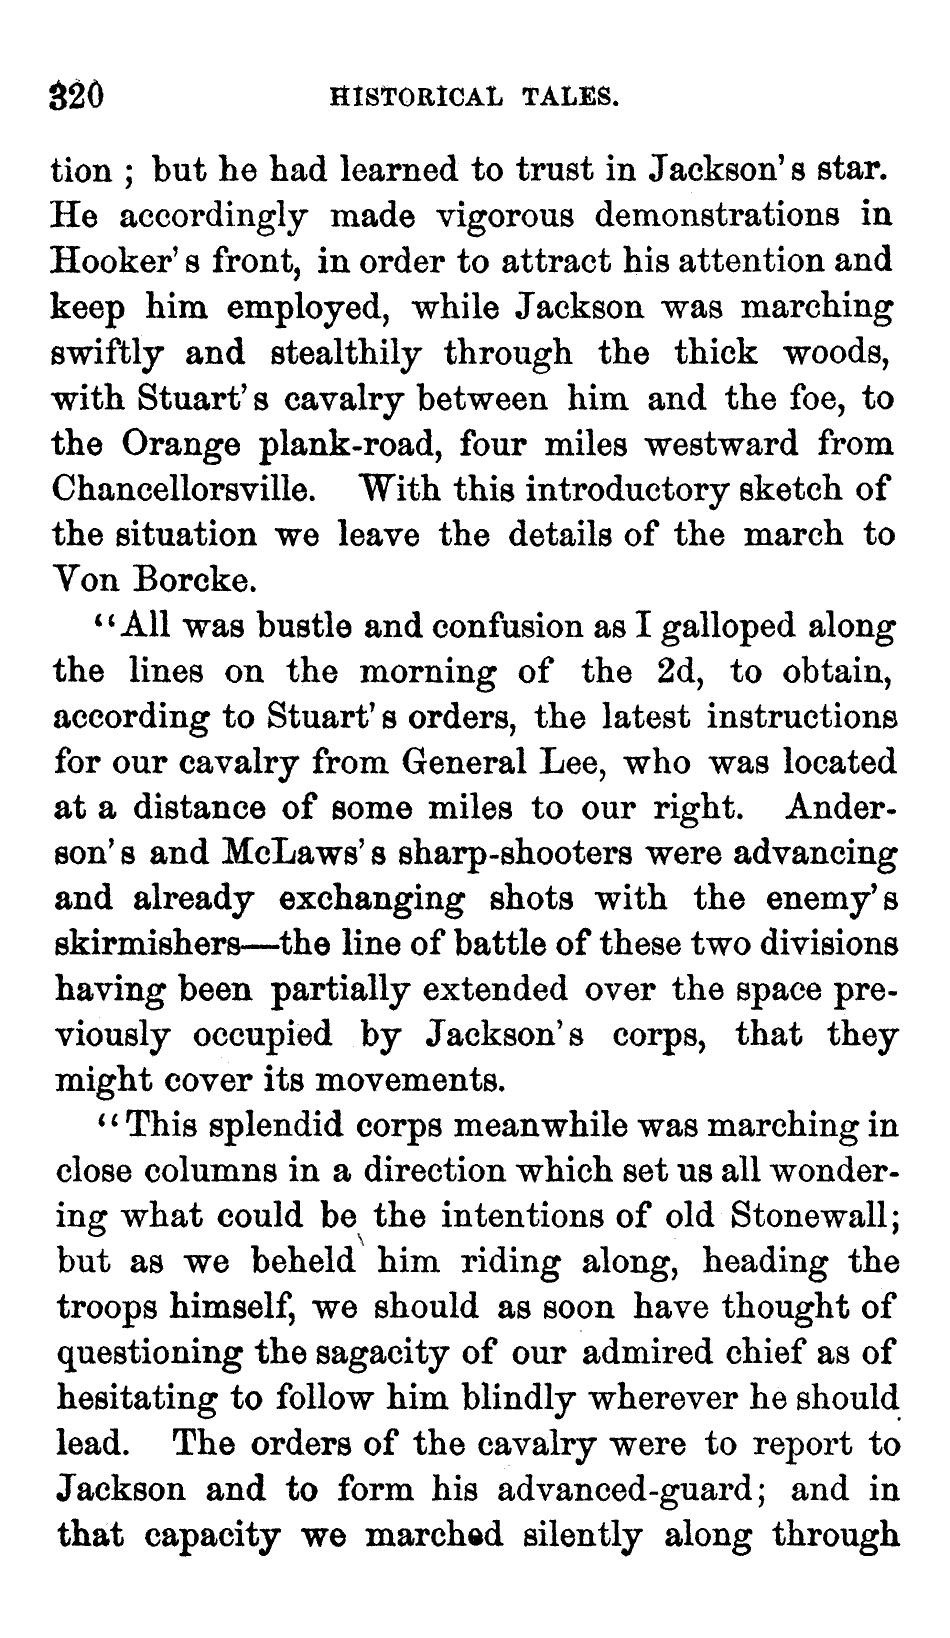 320 HISTORICAL TALES.
tion ; but he had learned to trust in Jackson's star.
He accordingly made vigorous demonstrations in
Hooker's front, in order to attract his attention and
keep him employed, while Jackson was marching
swiftly and stealthily through the thick woods,
with Stuart's cavalry between him and the foe, to
the Orange plank-road, four miles westward from
Chancellorsville. With this introductory sketch of
the situation we leave the details of the march to
Von Borcke.
"All was bustle and confusion as I galloped along
the lines on the morning of the 2d, to obtain,
according to Stuart's orders, the latest instructions
for our cavalry from General Lee, who was located
at a distance of some miles to our right. Ander-
son's and McLaws's sharp-shooters were advancing
and already exchanging shots with the enemy's
skirmishers—the line of battle of these two divisions
having been partially extended over the space pre-
viously occupied by Jackson's corps, that they
might cover its movements.
"This splendid corps meanwhile was marching in
close columns in a direction which set us all wonder-
ing what could be the intentions of old Stonewall;
but as we beheld him riding along, heading the
troops himself, we should as soon have thought of
questioning the sagacity of our admired chief as of
hesitating to follow him blindly wherever he should
lead. The orders of the cavalry were to report to
Jackson and to form his advanced-guard; and in
that capacity we marched silently along through